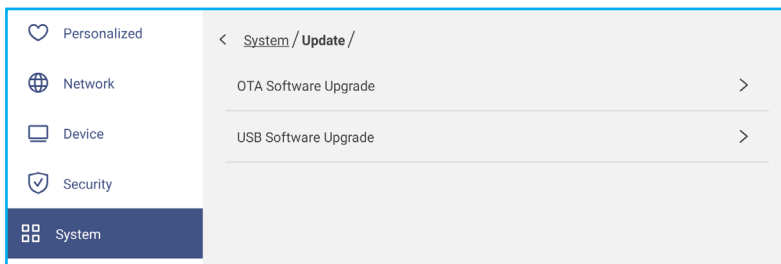 Personalized
Network
Device
Security
System
System / Update /
OTA Software Upgrade
USB Software Upgrade